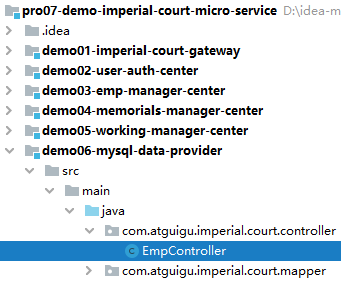 pro07-demo-imperial-court-micro-service D:\idea-m
.idea
demo01-imperial-court-gateway
demo02-user-auth-center
demo03-emp-manager-center
demo04-memorials-manager-center
demo05-working-manager-center
demo06-mysql-data-provider
src
main
java
com.atguigu.imperial.court.controller
C EmpController
com.atguigu.imperial.court.mapper